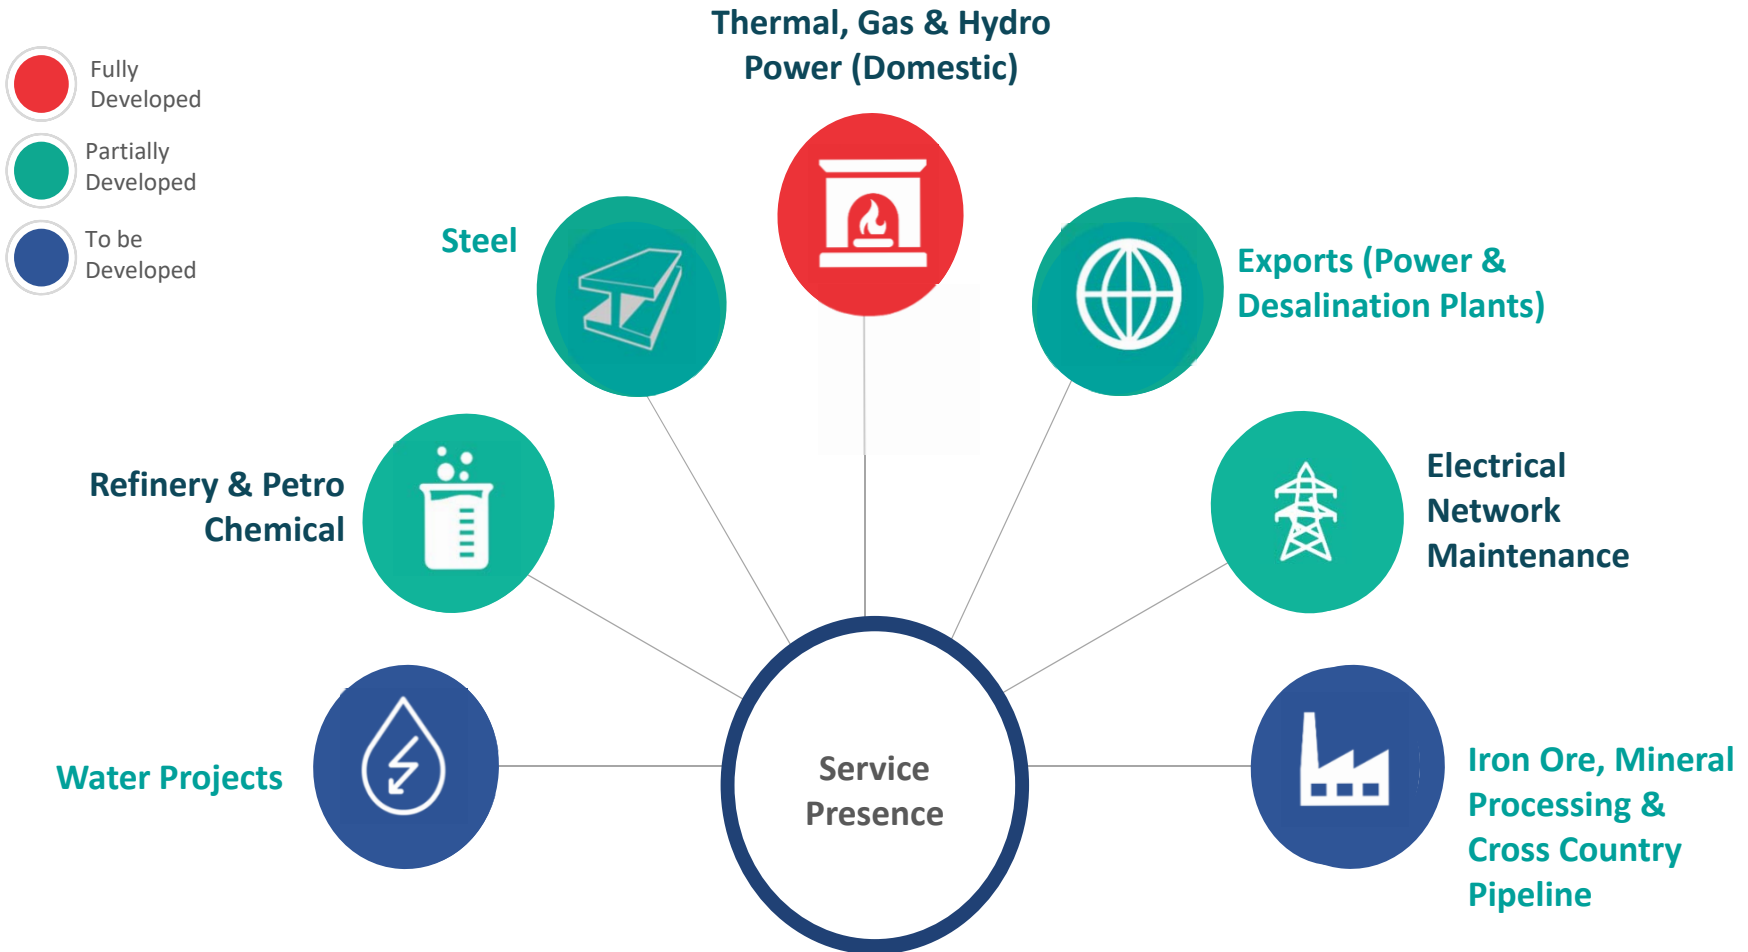 Thermal, Gas & Hydro
Power (Domestic)
Fully
Developed
Partially
Developed
To be
Developed
Steel
Exports (Power &
Desalination Plants)
Refinery & Petro
Chemical
Electrical
Network
Maintenance
Water Projects
Service
Presence
Iron Ore, Mineral
Processing &
Cross Country
Pipeline